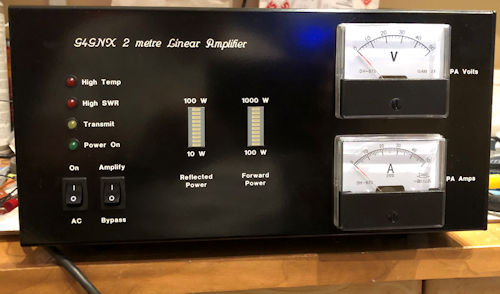 G4GNX 2 metre Linear Amplifier
High Temp
High SWR
Transmit
Power On
On
Amplify
AC
Bypass
100 W
10 W
Reflected
Power
1000 W
100 W
Forward
Power
V
PA Volts
A
PA Amps